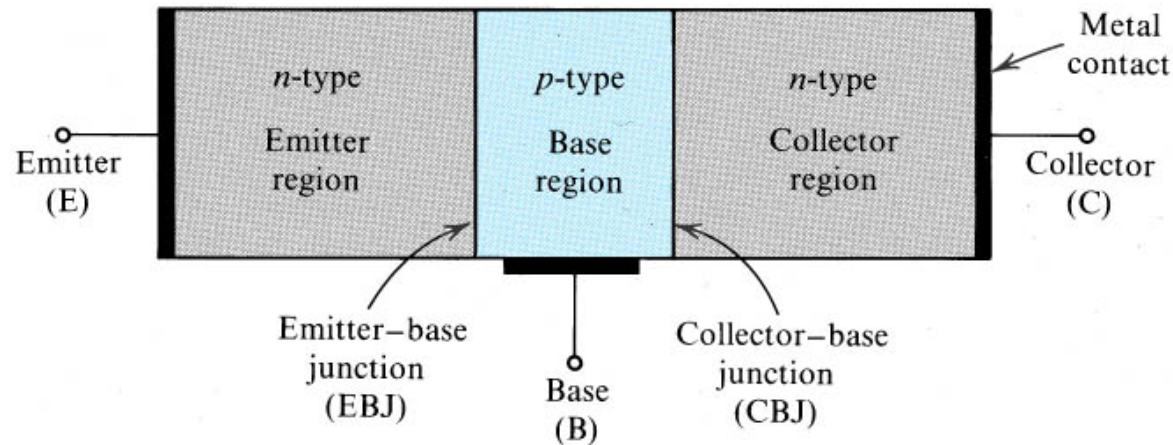 n-type
Emitter
region
p-type
Base
region
n-type
Collector
region
Metal
contact
Emitter
(E)
Collector
(C)
Emitter–base
junction
(EBJ)
Base
(B)
Collector–base
junction
(CBJ)